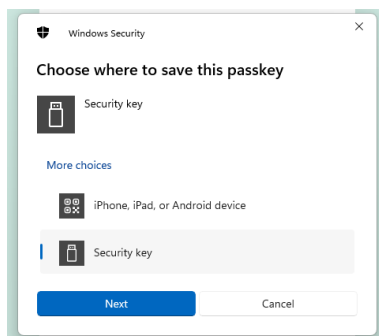 Windows Security
Choose where to save this passkey
Security key
More choices
iPhone, iPad, or Android device
Security key
Next
Cancel